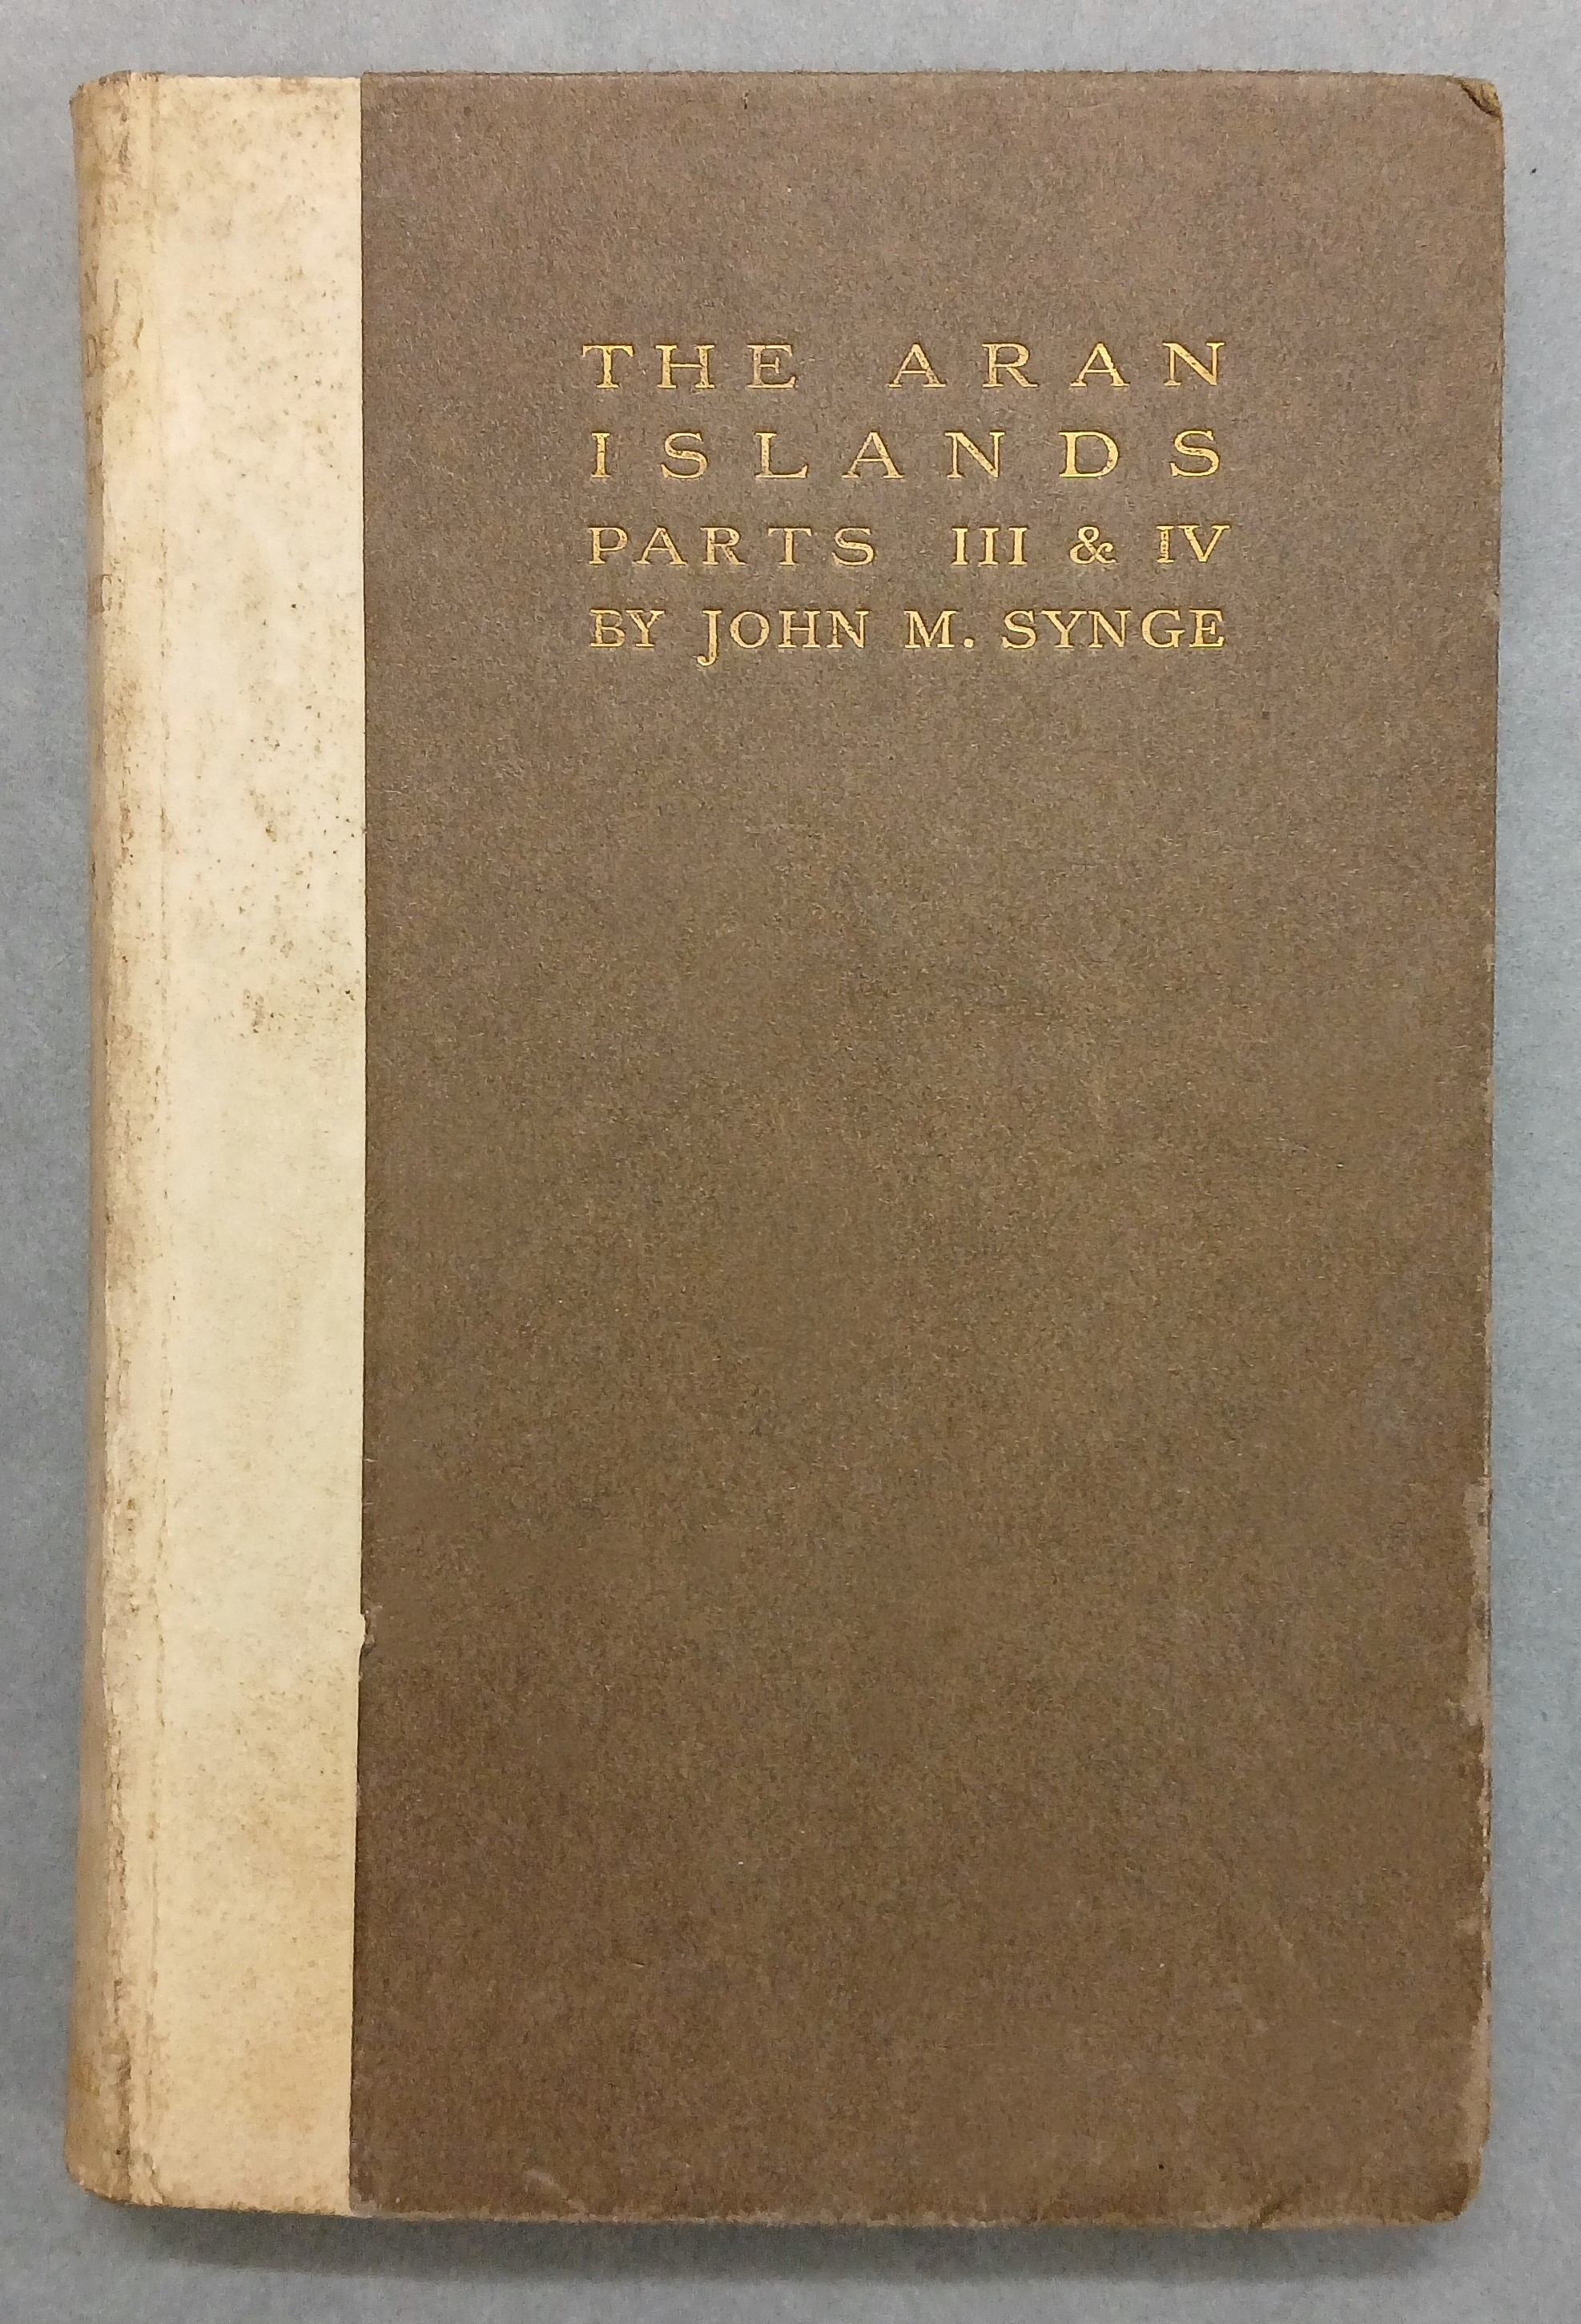 THE ARAN
ISLANDS
PARTS III & IV
BY JOHN M. SYNGE